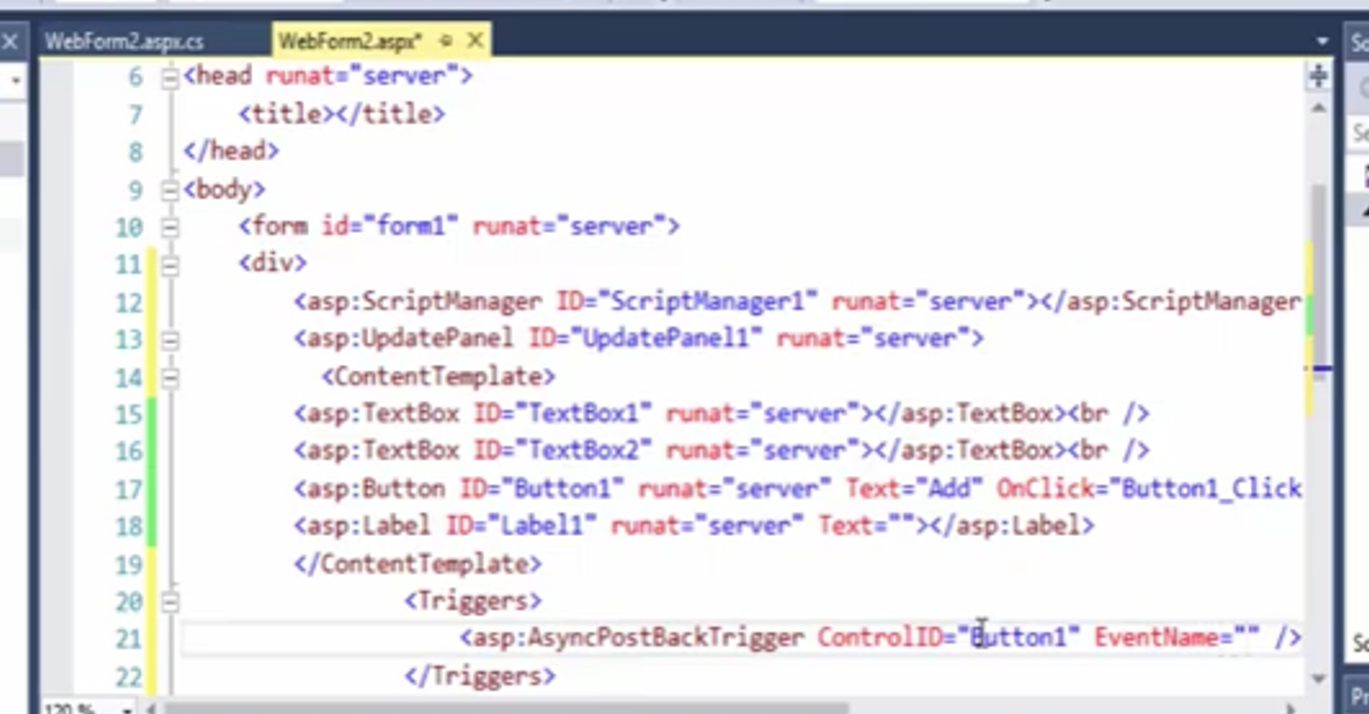 WebForm2.aspx.cs
WebForm2.aspx*
6 <head runat="server">
7 <title></title>
8 </head>
9 <body>
10 <form id="form1" runat="server">
11 <div>
12 <asp:ScriptManager ID="ScriptManager1" runat="server"></asp:ScriptManager
13 <asp:UpdatePanel ID="UpdatePanel1" runat="server">
14 <ContentTemplate>
15 <asp:TextBox ID="TextBox1" runat="server"></asp:TextBox><br />
16 <asp:TextBox ID="TextBox2" runat="server"></asp:TextBox><br />
17 <asp:Button ID="Button1" runat="server" Text="Add" OnClick="Button1_Click
18 <asp:Label ID="Label1" runat="server" Text=""></asp:Label>
19 </ContentTemplate>
20 <Triggers>
21 <asp:AsyncPostBackTrigger ControlID="Button1" EventName="" />
22 </Triggers>
120 %